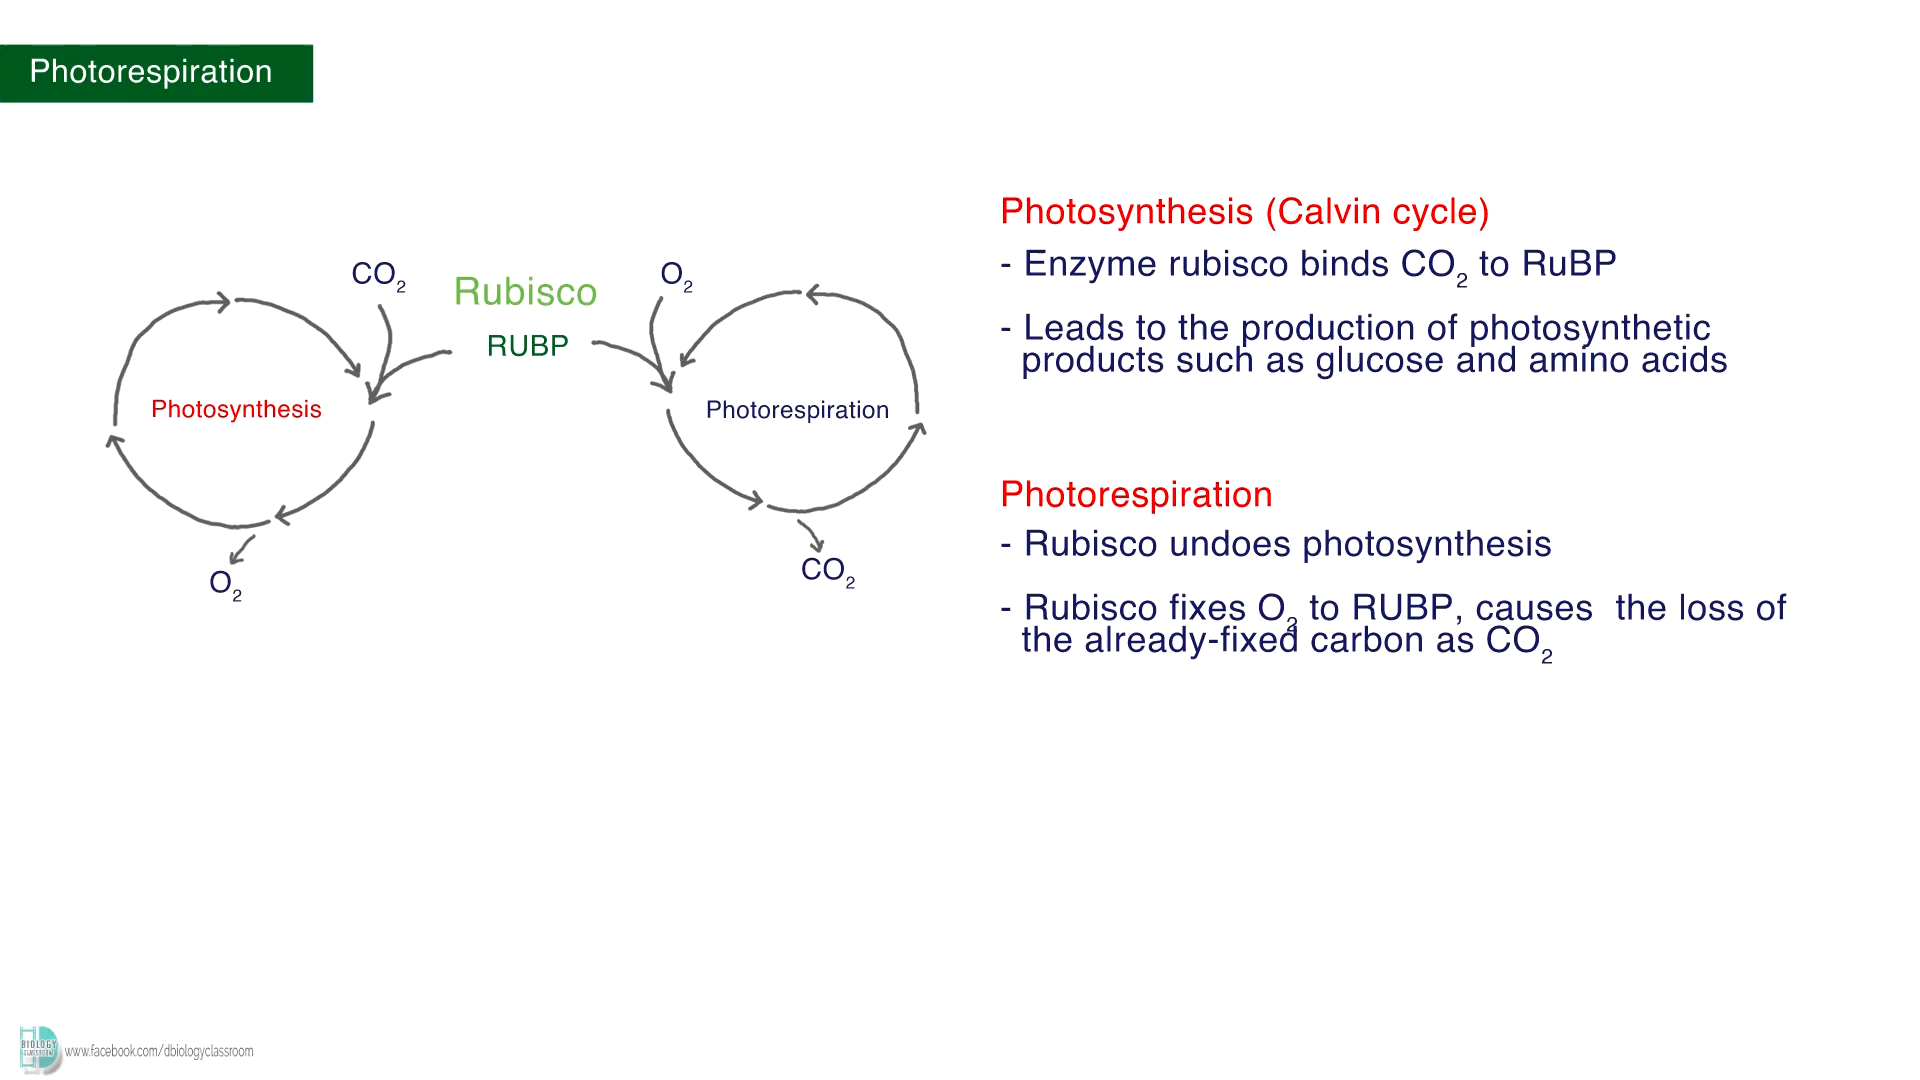 Photorespiration
CO₂
Rubisco
O₂
RUBP
Photosynthesis
Photorespiration
O₂
CO₂
Photosynthesis (Calvin cycle)
- Enzyme rubisco binds CO₂ to RuBP
- Leads to the production of photosynthetic
products such as glucose and amino acids
Photorespiration
- Rubisco undoes photosynthesis
- Rubisco fixes O₂ to RUBP, causes  the loss of
the already-fixed carbon as CO₂
BIOLOGY
CLASSROOM
www.facebook.com/dbiologyclassroom